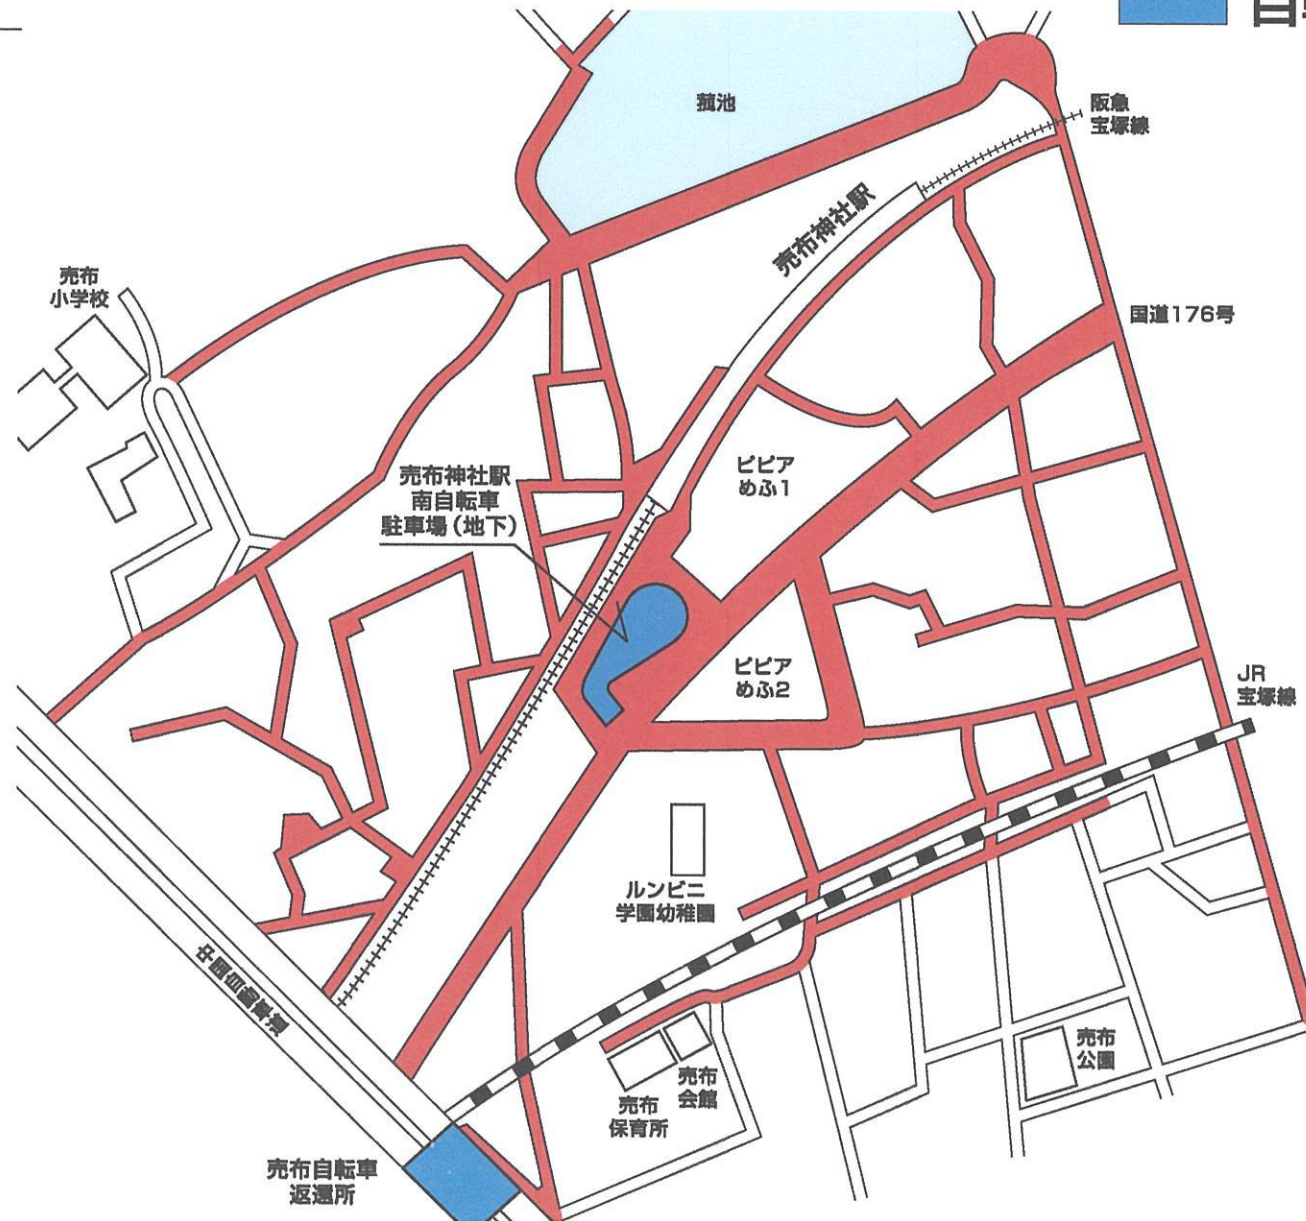 菰池
阪急
宝塚線
売布神社駅
売布
小学校
国道176号
ピピア
めふ1
売布神社駅
南自転車
駐車場(地下)
ピピア
めふ2
JR
宝塚線
ルンビニ
学園幼稚園
中国自動車道
売布
公園
売布
会館
売布
保育所
売布自転車
返還所